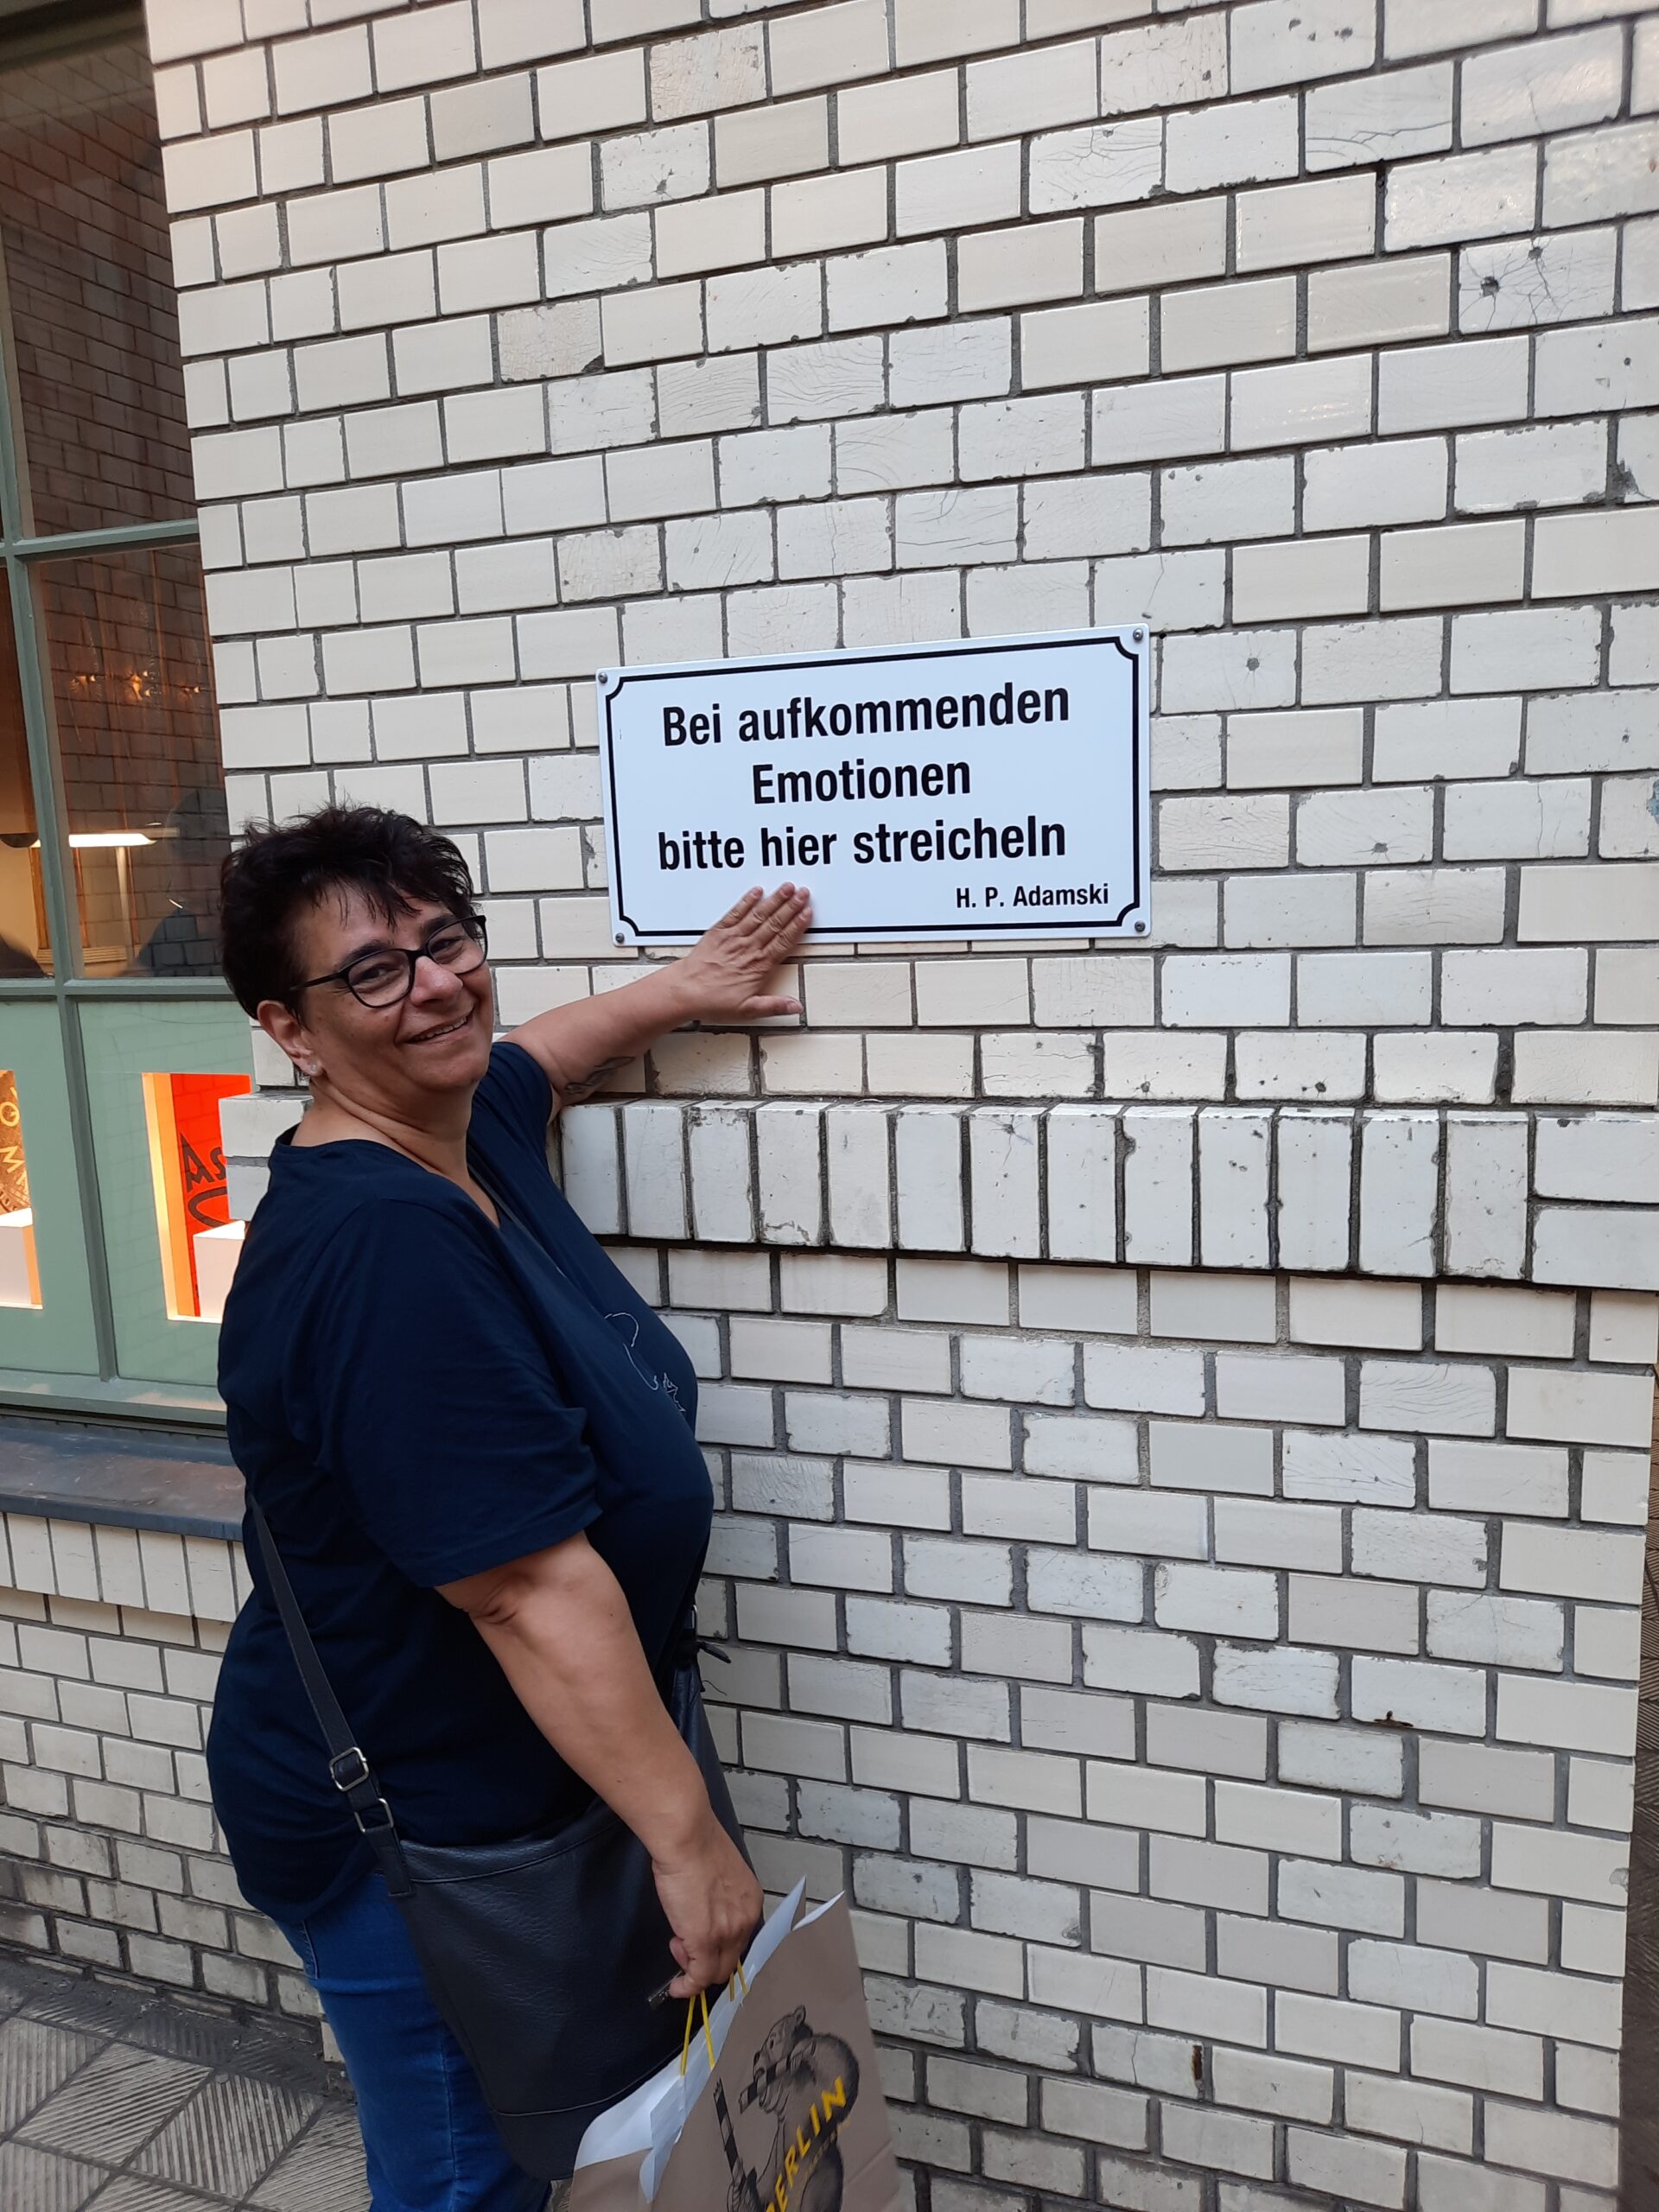 Bei aufkommenden
Emotionen
bitte hier streicheln
H. P. Adamski
BERLIN